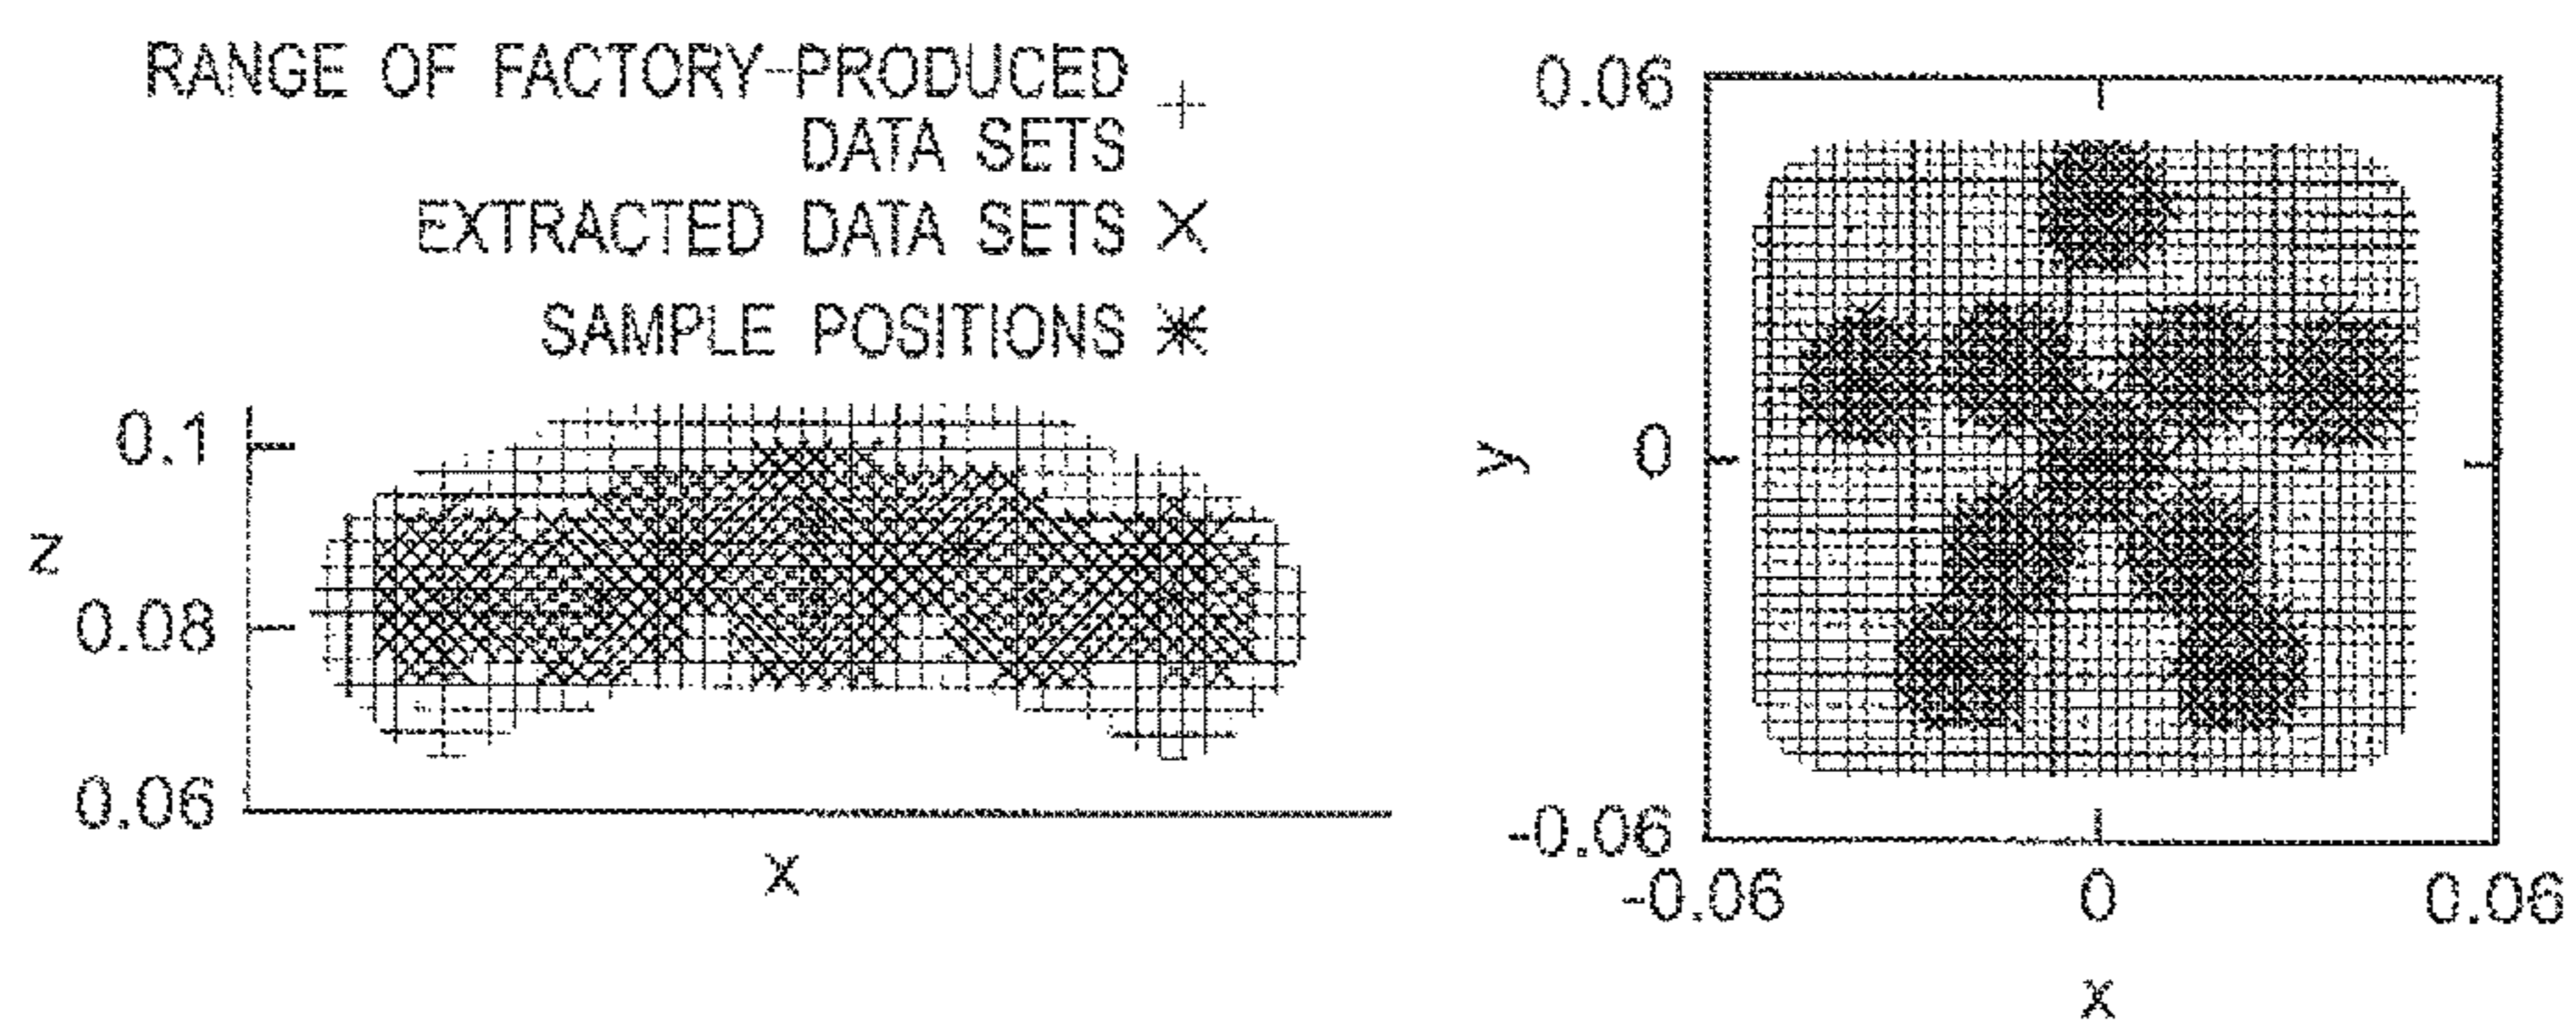 RANGE OF FACTORY-PRODUCED
DATA SETS
EXTRACTED DATA SETS
SAMPLE POSITIONS
0.1
z
0.08
0.06
x
0.06
y
0
-0.06
-0.06 0 0.06
x